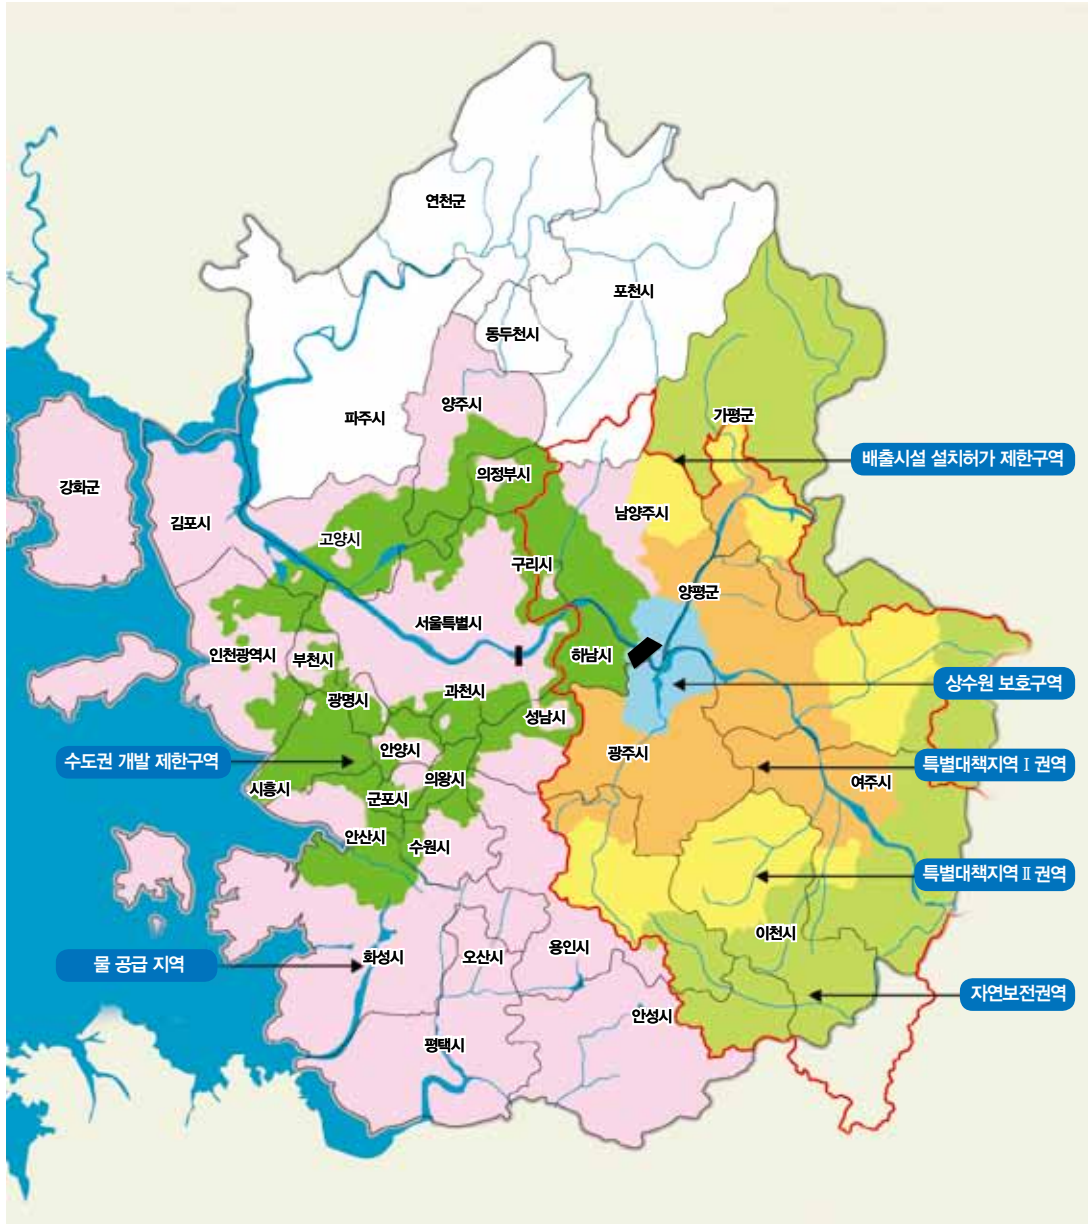 연천군
포천시
동두천시
파주시
양주시
가평군
배출시설 설치허가 제한구역
의정부시
강화군
김포시
남양주시
고양시
구리시
양평군
서울특별시
인천광역시
부천시
하남시
상수원 보호구역
광명시
과천시
성남시
안양시
광주시
수도권 개발 제한구역
의왕시
특별대책지역 Ⅰ 권역
여주시
시흥시
군포시
안산시
수원시
특별대책지역 Ⅱ 권역
이천시
물 공급 지역
화성시
오산시
용인시
자연보전권역
안성시
평택시